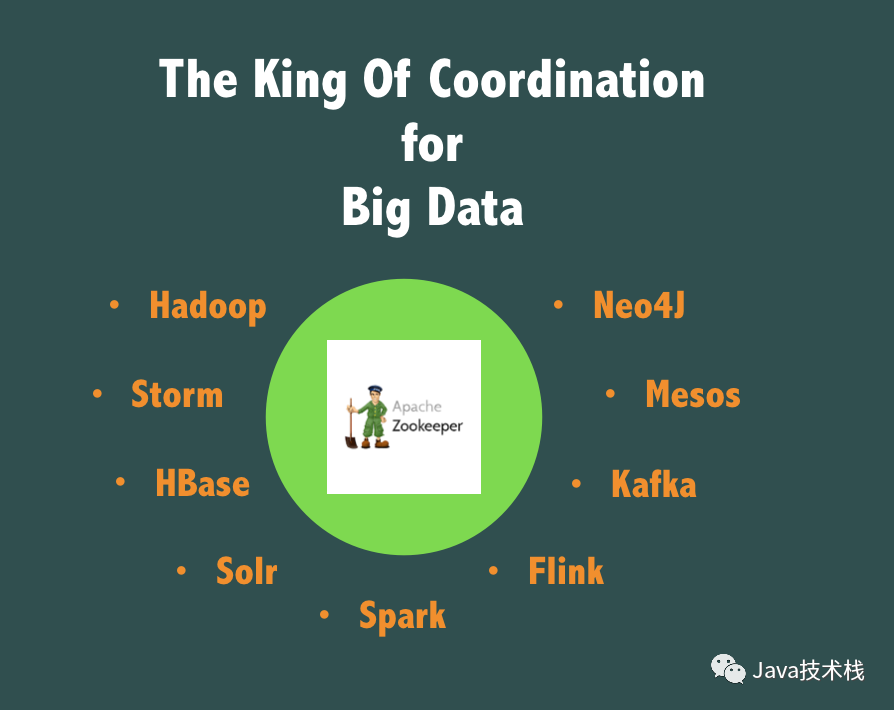 The King Of Coordination
for
Big Data
• Hadoop
• Neo4J
Apache
Zookeeper
• Storm
• Mesos
• HBase
• Kafka
• Solr
• Flink
• Spark
Java技术栈